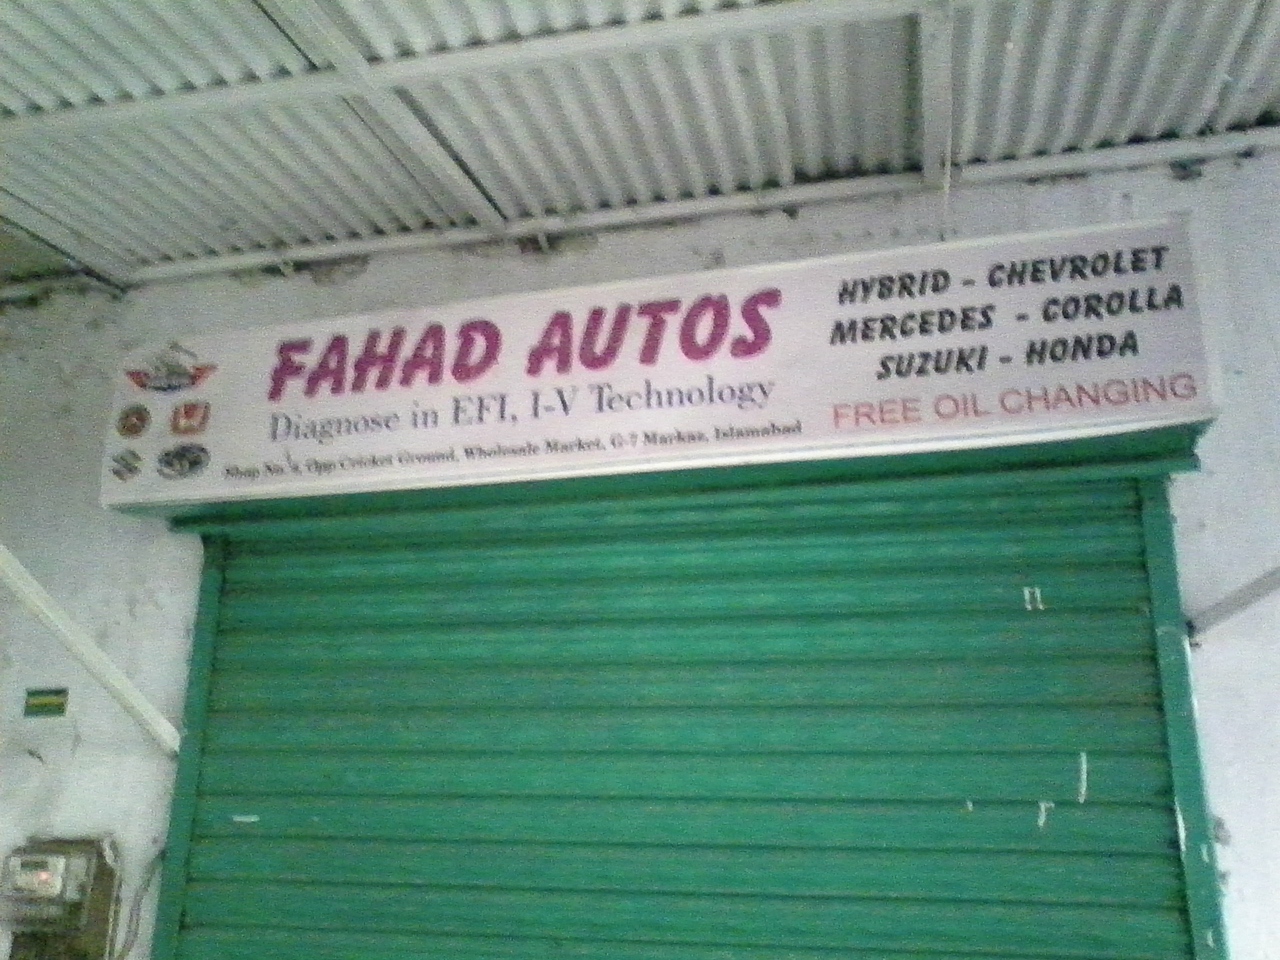 FAHAD AUTOS
Diagnose in EFI, I-V Technology
Shop No. Opp Cricket Ground, Wholesale Market, G-7 Markaz, Islamabad
HYBRID - CHEVROLET
MERCEDES - COROLLA
SUZUKI - HONDA
FREE OIL CHANGING